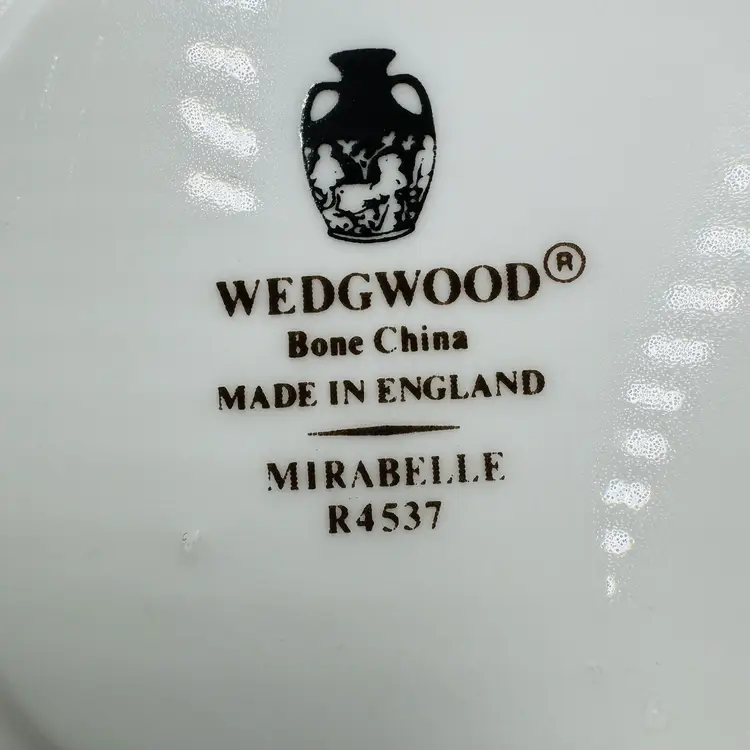 WEDGWOOD®
Bone China
MADE IN ENGLAND
MIRABELLE
R4537